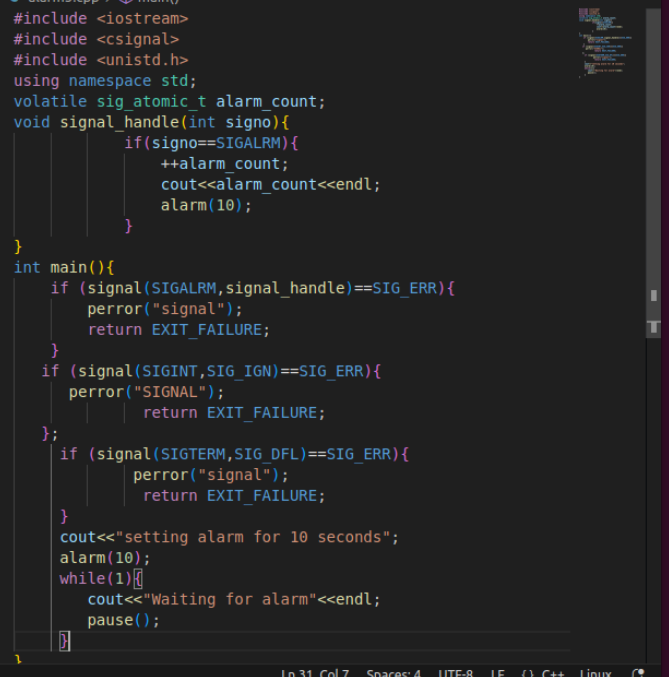 #include <iostream>
#include <csignal>
#include <unistd.h>
using namespace std;
volatile sig_atomic_t alarm_count;
void signal_handle(int signo){
            if(signo==SIGALRM){
                ++alarm_count;
                cout<<alarm_count<<endl;
                alarm(10);
            }
}
int main(){
    if (signal(SIGALRM,signal_handle)==SIG_ERR){
        perror("signal");
        return EXIT_FAILURE;
    }
   if (signal(SIGINT,SIG_IGN)==SIG_ERR){
      perror("SIGNAL");
              return EXIT_FAILURE;
   };
     if (signal(SIGTERM,SIG_DFL)==SIG_ERR){
             perror("signal");
              return EXIT_FAILURE;
     }
     cout<<"setting alarm for 10 seconds";
     alarm(10);
     while(1){
        cout<<"Waiting for alarm"<<endl;
        pause();
     }
}
Ln 31, Col 7 Spaces: 4 UTF-8 LF {} C++ Linux